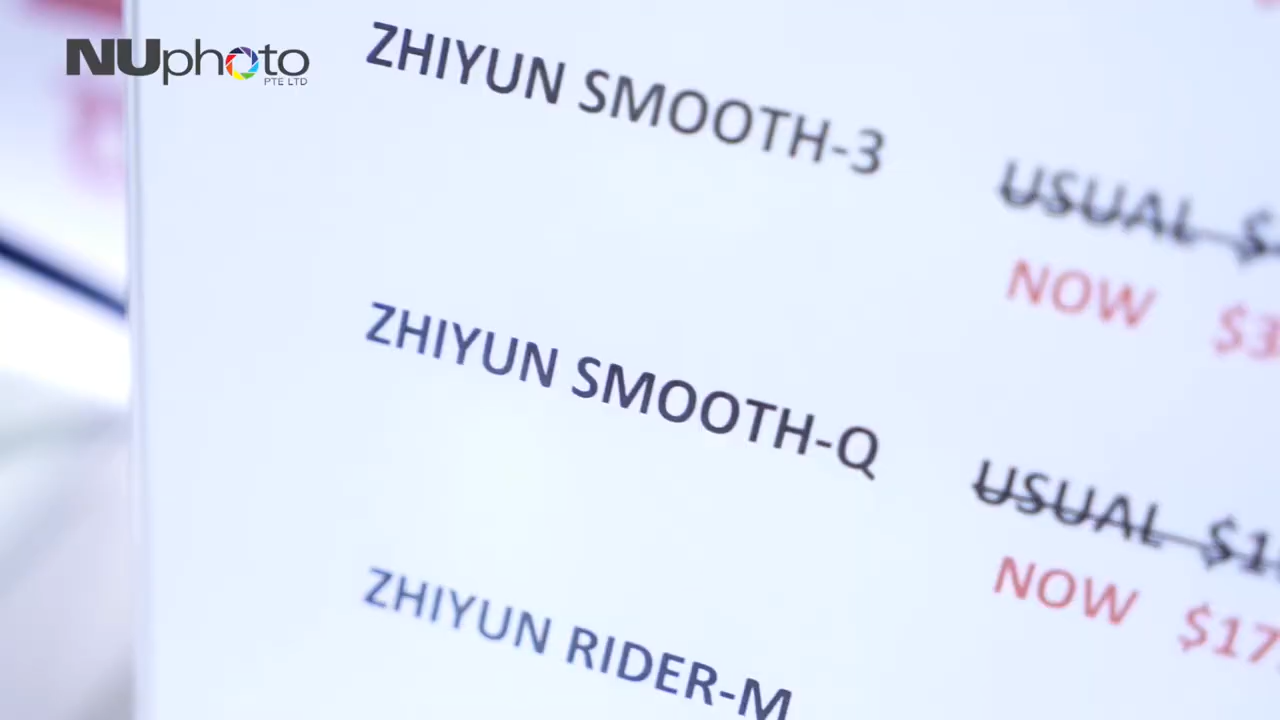 NUphoto
PTE LTD
ZHIYUN SMOOTH-3
USUAL
NOW
ZHIYUN SMOOTH-Q
USUAL
NOW
ZHIYUN RIDER-M